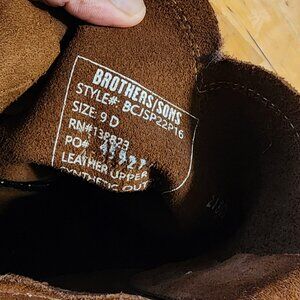 BROTHERS/SONS
STYLE#: BCJSP22P16
SIZE: 9 D
RN#138823
PO#
LEATHER UPPER
SYNTHETIC OUT